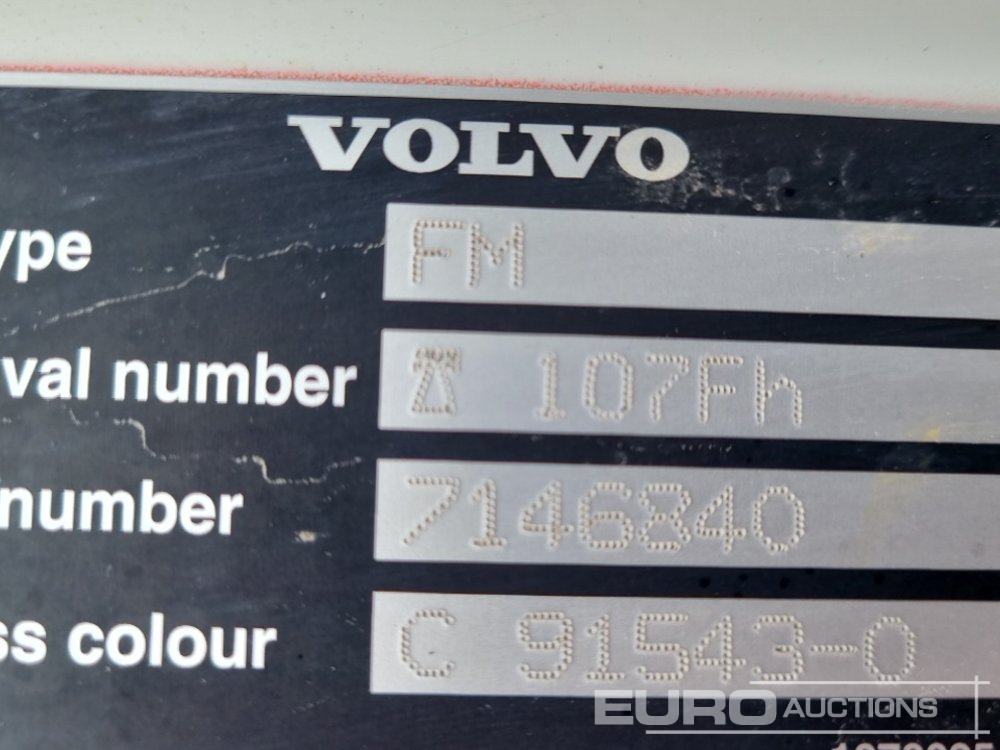 VOLVO
ype FM
val number 107Fh
number 7146840
ss colour C 91543-0
EURO AUCTIONS